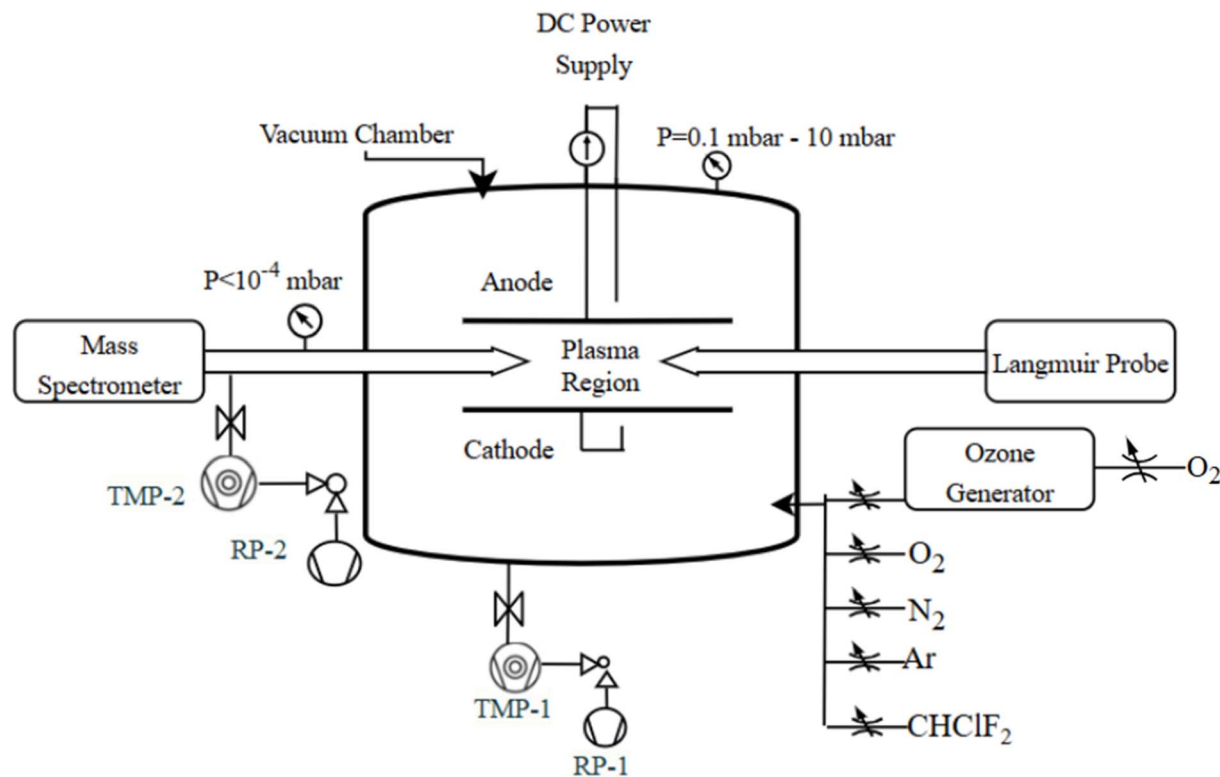 DC Power
Supply
Vacuum Chamber
P=0.1 mbar - 10 mbar
P<10⁻⁴ mbar
Anode
Mass
Spectrometer
Plasma
Region
Langmuir Probe
Cathode
Ozone
Generator
O₂
TMP-2
RP-2
O₂
N₂
Ar
TMP-1
CHClF₂
RP-1